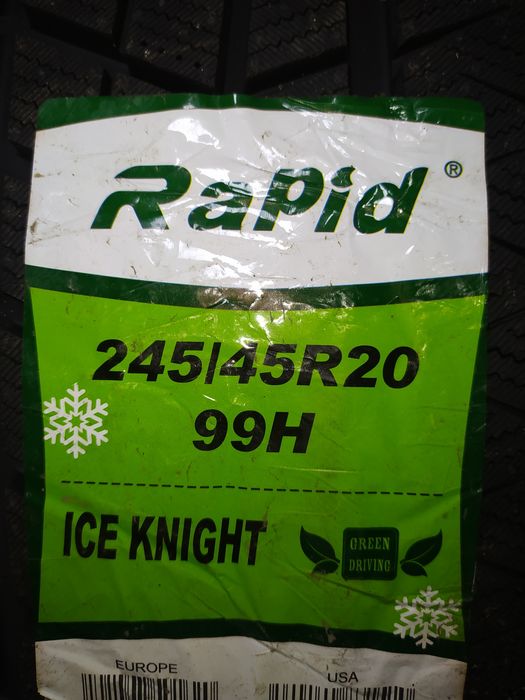 Rapid®
245/45R20
99H
ICE KNIGHT
GREEN
DRIVING
EUROPE
USA